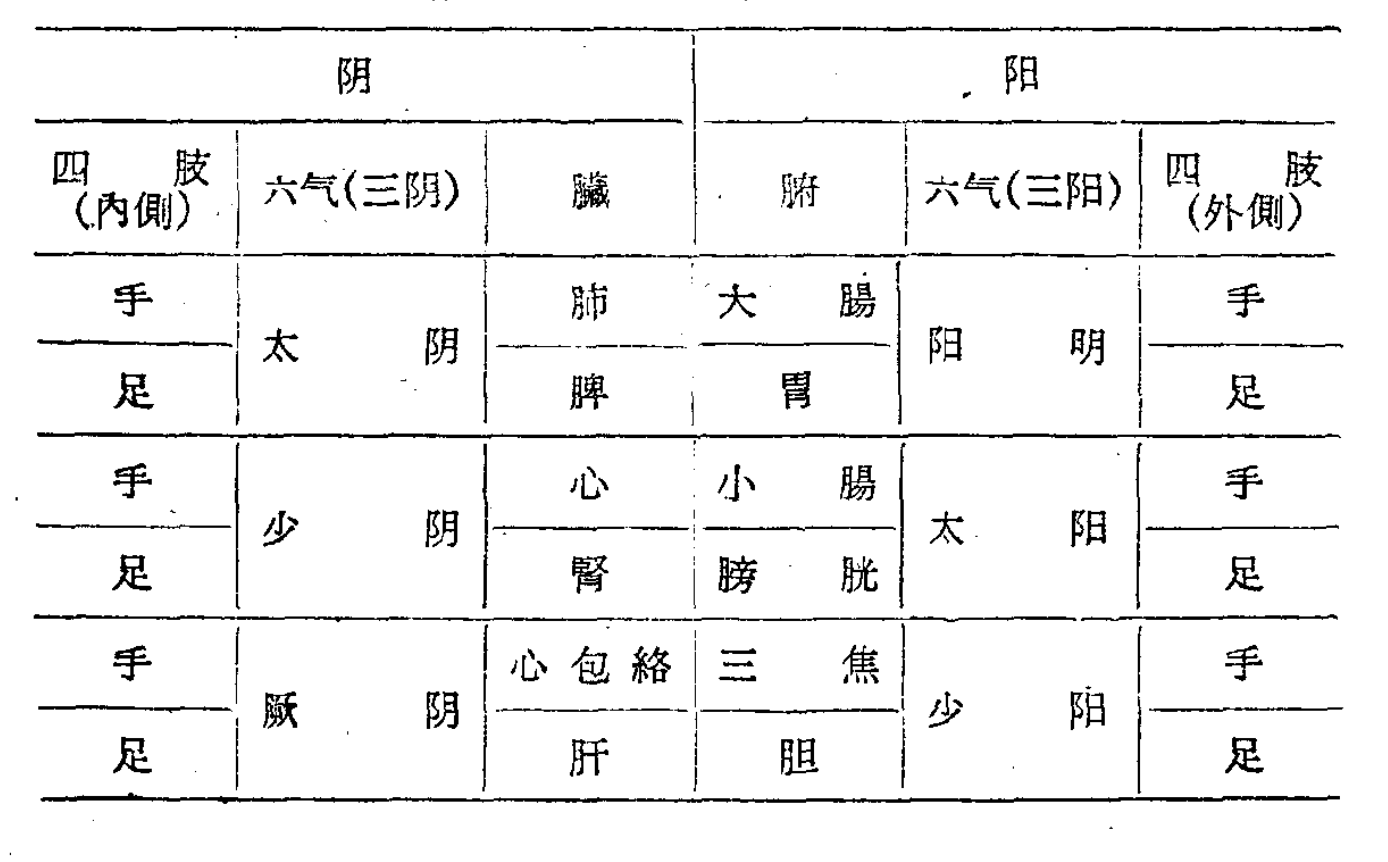 阴 阳
四肢(內側) 六气(三阴) 臟 腑 六气(三阳) 四肢(外側)
手 肺 大腸 手
太阴 阳明
足 脾 胃 足
手 心 小腸 手
少阴 太阳
足 腎 膀胱 足
手 心包絡 三焦 手
厥阴 少阳
足 肝 胆 足